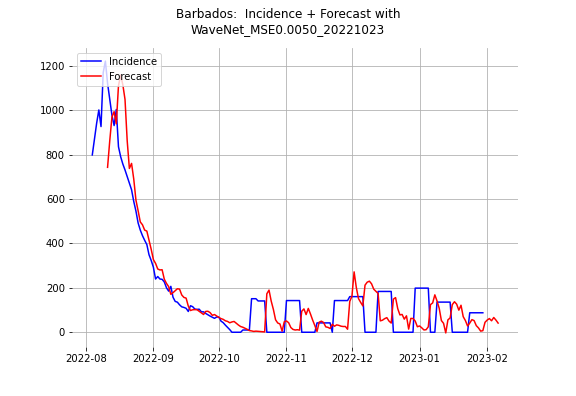 Barbados:  Incidence + Forecast with
WaveNet_MSE0.0050_20221023
Incidence
Forecast
1200
1000
800
600
400
200
0
2022-08 2022-09 2022-10 2022-11 2022-12 2023-01 2023-02